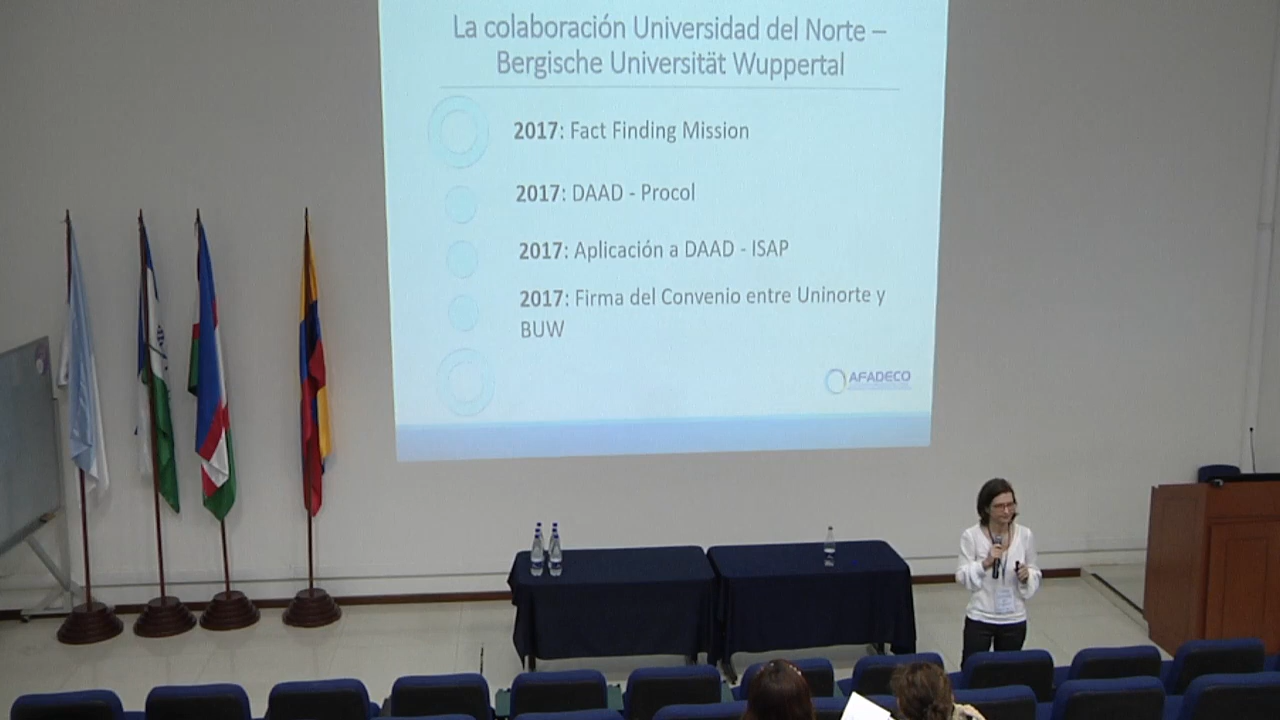 La colaboración Universidad del Norte –
Bergische Universität Wuppertal
2017: Fact Finding Mission
2017: DAAD - Procol
2017: Aplicación a DAAD - ISAP
2017: Firma del Convenio entre Uninorte y
BUW
AFADECO